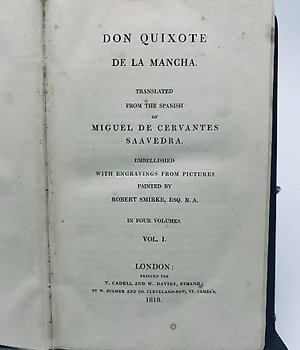 DON QUIXOTE
DE LA MANCHA.
TRANSLATED
FROM THE SPANISH
OF
MIGUEL DE CERVANTES
SAAVEDRA.
EMBELLISHED
WITH ENGRAVINGS FROM PICTURES
PAINTED BY
ROBERT SMIRKE, ESQ. R. A.
IN FOUR VOLUMES.
VOL. I.
LONDON:
PRINTED FOR
T. CADELL AND W. DAVIES, STRAND;
BY W. BULMER AND CO. CLEVELAND-ROW, ST. JAMES'S.
1818.